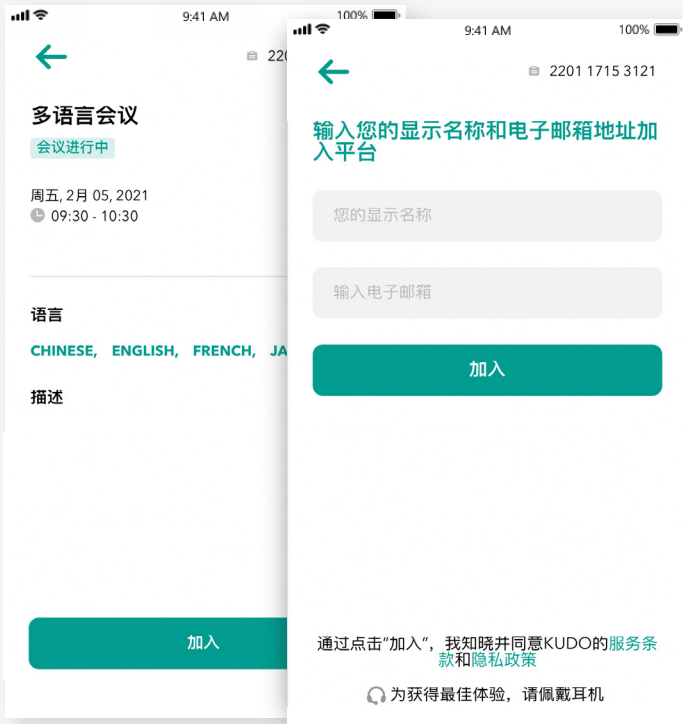 9:41 AM
100%
220
多语言会议
会议进行中
周五, 2月 05, 2021
09:30 - 10:30
语言
CHINESE, ENGLISH, FRENCH, JA
描述
加入
9:41 AM
100%
2201 1715 3121
输入您的显示名称和电子邮箱地址加
入平台
您的显示名称
输入电子邮箱
加入
通过点击“加入”，我知晓并同意KUDO的服务条
款和隐私政策
为获得最佳体验，请佩戴耳机